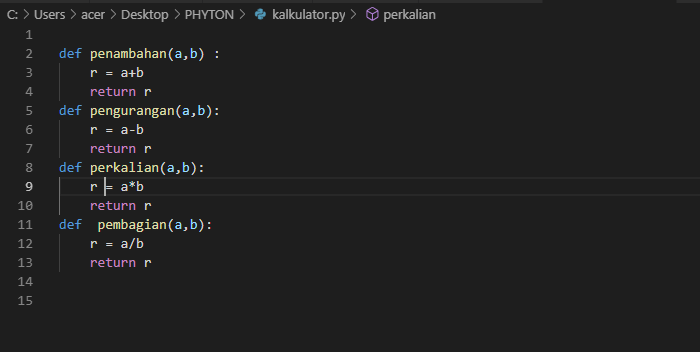 C: > Users > acer > Desktop > PHYTON > kalkulator.py > perkalian
1
2 def penambahan(a,b) :
3 r = a+b
4 return r
5 def pengurangan(a,b):
6 r = a-b
7 return r
8 def perkalian(a,b):
9 r = a*b
10 return r
11 def  pembagian(a,b):
12 r = a/b
13 return r
14
15